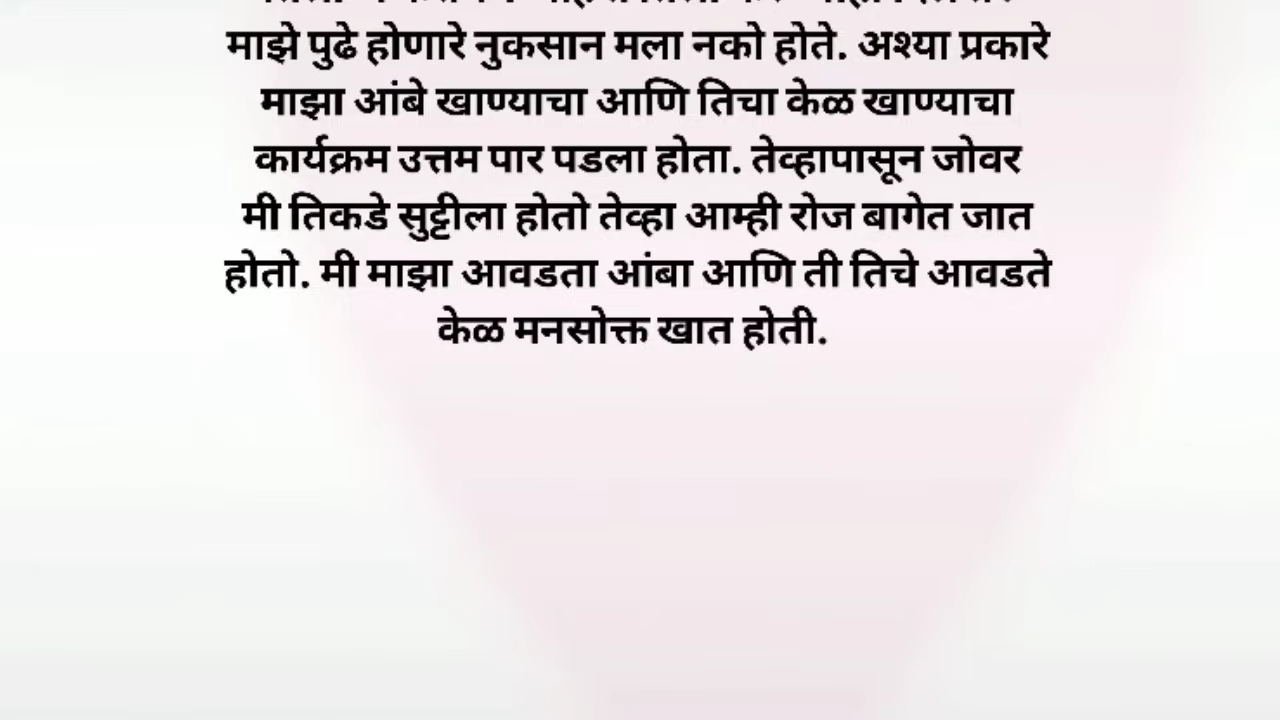 माझे पुढे होणारे नुकसान मला नको होते. अश्या प्रकारे
माझा आंबे खाण्याचा आणि तिचा केळ खाण्याचा
कार्यक्रम उत्तम पार पडला होता. तेव्हापासून जोवर
मी तिकडे सुट्टीला होतो तेव्हा आम्ही रोज बागेत जात
होतो. मी माझा आवडता आंबा आणि ती तिचे आवडते
केळ मनसोक्त खात होती.